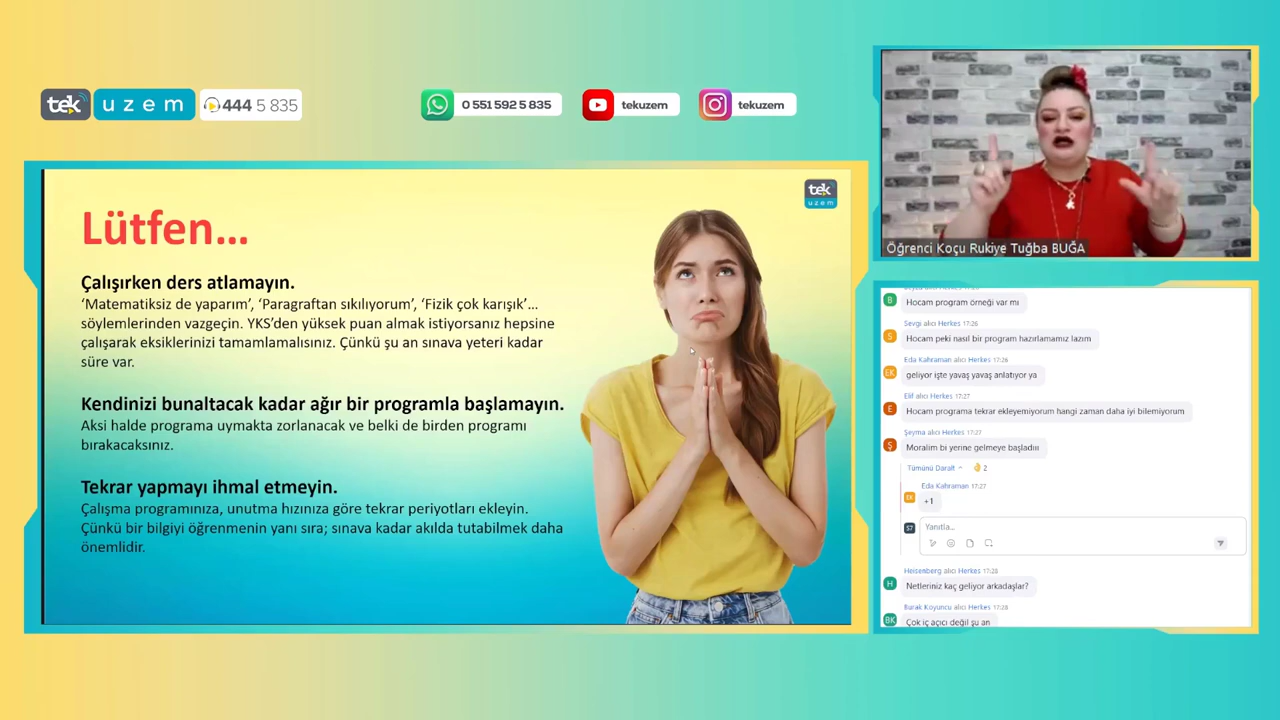 tek
uzem
444 5 835
0 551 592 5 835
tekuzem
tekuzem
tek
uzem
Lütfen...
Çalışırken ders atlamayın.
‘Matematiksiz de yaparım’, ‘Paragraftan sıkılıyorum’, ‘Fizik çok karışık’...
söylemlerinden vazgeçin. YKS’den yüksek puan almak istiyorsanız hepsine
çalışarak eksiklerinizi tamamlamalısınız. Çünkü şu an sınava yeteri kadar
süre var.
Kendinizi bunaltacak kadar ağır bir programla başlamayın.
Aksi halde programa uymakta zorlanacak ve belki de birden programı
bırakacaksınız.
Tekrar yapmayı ihmal etmeyin.
Çalışma programınıza, unutma hızınıza göre tekrar periyotları ekleyin.
Çünkü bir bilgiyi öğrenmenin yanı sıra; sınava kadar akılda tutabilmek daha
önemlidir.
Öğrenci Koçu Rukiye Tuğba BUĞA
B
Hocam program örneği var mı
Sevgi alıcı Herkes 17:26
S
Hocam peki nasıl bir program hazırlamamız lazım
Eda Kahraman alıcı Herkes 17:26
EK
geliyor işte yavaş yavaş anlatıyor ya
Elif alıcı Herkes 17:27
E
Hocam programa tekrar ekleyemiyorum hangi zaman daha iyi bilemiyorum
Şeyma alıcı Herkes 17:27
Ş
Moralim bi yerine gelmeye başladıı
Tümünü Daralt 2
Eda Kahraman 17:27
EK
+1
Yanıtla...
Heisenberg alıcı Herkes 17:28
H
Netleriniz kaç geliyor arkadaşlar?
Burak Koyuncu alıcı Herkes 17:28
BK
Çok iç açıcı değil şu an